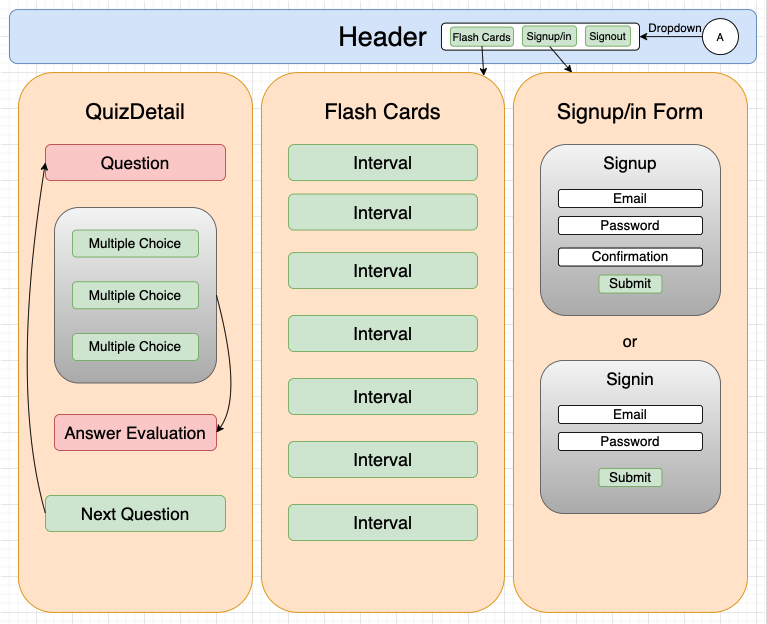 Header
Flash Cards
Signup/in
Signout
Dropdown
A
QuizDetail
Question
Multiple Choice
Multiple Choice
Multiple Choice
Answer Evaluation
Next Question
Flash Cards
Interval
Interval
Interval
Interval
Interval
Interval
Interval
Signup/in Form
Signup
Email
Password
Confirmation
Submit
or
Signin
Email
Password
Submit